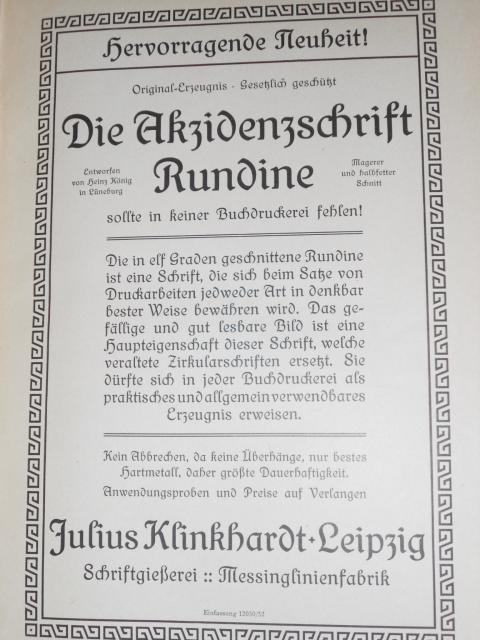 Hervorragende Neuheit!
Original-Erzeugnis · Gesetzlich geschützt
Die Akzidenzschrift
Entworfen
von Heinz König
in Lüneburg
Rundine
Magerer
und halbfetter
Schnitt
sollte in keiner Buchdruckerei fehlen!
Die in elf Graden geschnittene Rundine
ist eine Schrift, die sich beim Satze von
Druckarbeiten jedweder Art in denkbar
bester Weise bewähren wird. Das ge-
fällige und gut lesbare Bild ist eine
Haupteigenschaft dieser Schrift, welche
veraltete Zirkularschriften ersetzt. Sie
dürfte sich in jeder Buchdruckerei als
praktisches und allgemein verwendbares
Erzeugnis erweisen.
Kein Abbrechen, da keine Überhänge, nur bestes
Hartmetall, daher größte Dauerhaftigkeit.
Anwendungsproben und Preise auf Verlangen
Julius Klinkhardt · Leipzig
Schriftgießerei :: Messinglinienfabrik
Einfassung 12050/52